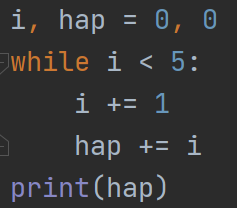 i, hap = 0, 0
while i < 5:
    i += 1
    hap += i
print(hap)